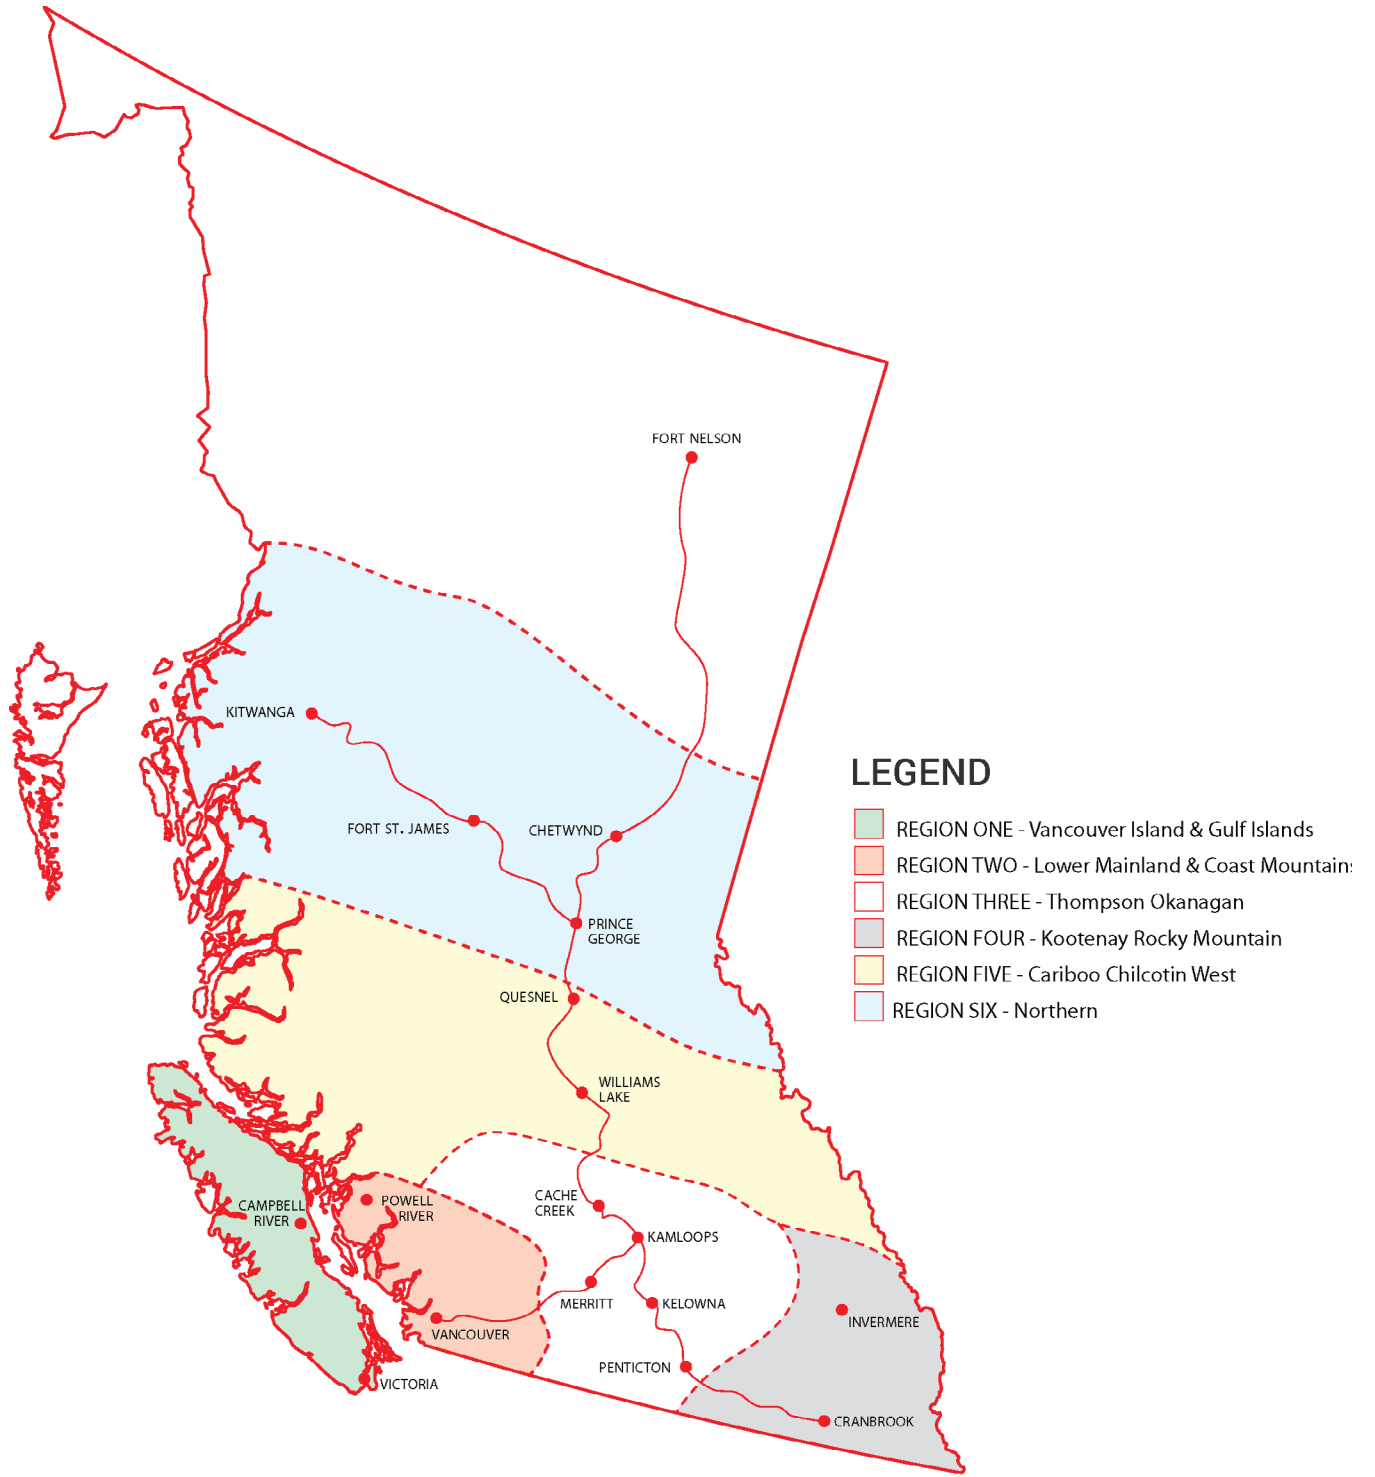 FORT NELSON
KITWANGA
FORT ST. JAMES
CHETWYND
PRINCE
GEORGE
QUESNEL
WILLIAMS
LAKE
CACHE
CREEK
CAMPBELL
RIVER
POWELL
RIVER
KAMLOOPS
MERRITT
KELOWNA
VANCOUVER
INVERMERE
PENTICTON
VICTORIA
CRANBROOK
LEGEND
REGION ONE - Vancouver Island & Gulf Islands
REGION TWO - Lower Mainland & Coast Mountains
REGION THREE - Thompson Okanagan
REGION FOUR - Kootenay Rocky Mountain
REGION FIVE - Cariboo Chilcotin West
REGION SIX - Northern